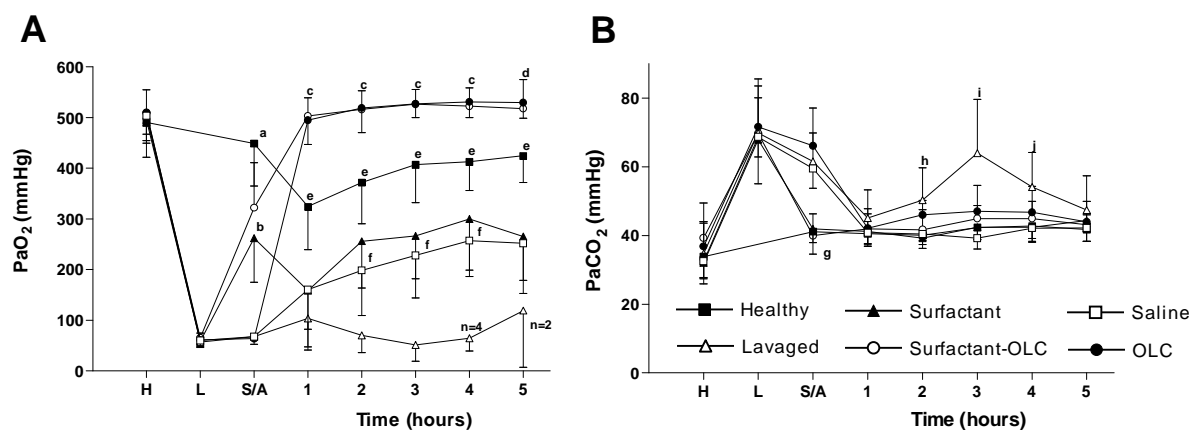 A
PaO2 (mmHg)
600
500
400
300
200
100
0
a
b
c
c
c
c
d
e
e
e
e
e
f
f
f
n=4
n=2
H L S/A 1 2 3 4 5
Time (hours)
B
PaCO2 (mmHg)
80
60
40
20
0
g
h
i
j
Healthy Surfactant Saline
Lavaged Surfactant-OLC OLC
H L S/A 1 2 3 4 5
Time (hours)